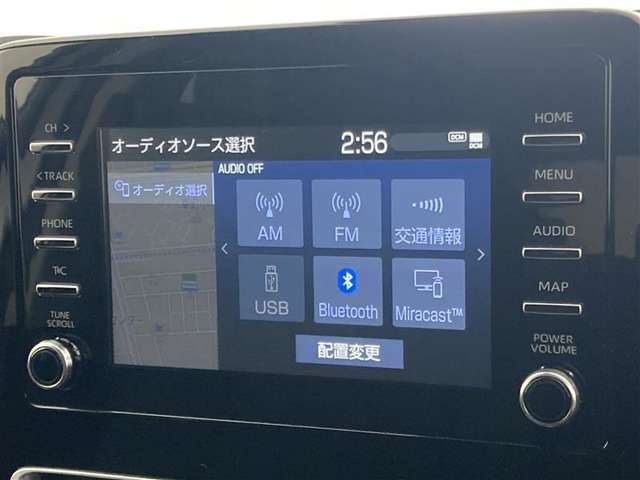 CH >
< TRACK
PHONE
T/C
TUNE
SCROLL
オーディオソース選択
2:56
DCM
DCM
オーディオ選択
AUDIO OFF
AM
FM
交通情報
USB
Bluetooth
Miracast™
配置変更
HOME
MENU
AUDIO
MAP
POWER
VOLUME